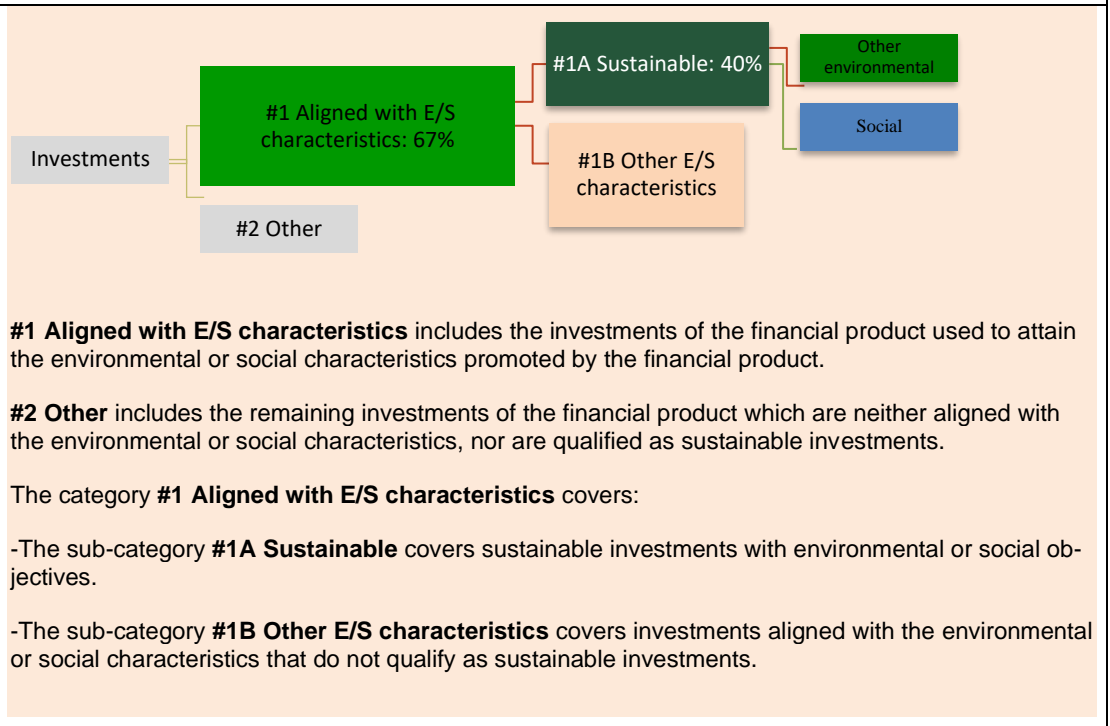 Investments
#1 Aligned with E/S
characteristics: 67%
#2 Other
#1A Sustainable: 40%
#1B Other E/S
characteristics
Other
environmental
Social
#1 Aligned with E/S characteristics includes the investments of the financial product used to attain
the environmental or social characteristics promoted by the financial product.
#2 Other includes the remaining investments of the financial product which are neither aligned with
the environmental or social characteristics, nor are qualified as sustainable investments.
The category #1 Aligned with E/S characteristics covers:
-The sub-category #1A Sustainable covers sustainable investments with environmental or social ob-
jectives.
-The sub-category #1B Other E/S characteristics covers investments aligned with the environmental
or social characteristics that do not qualify as sustainable investments.